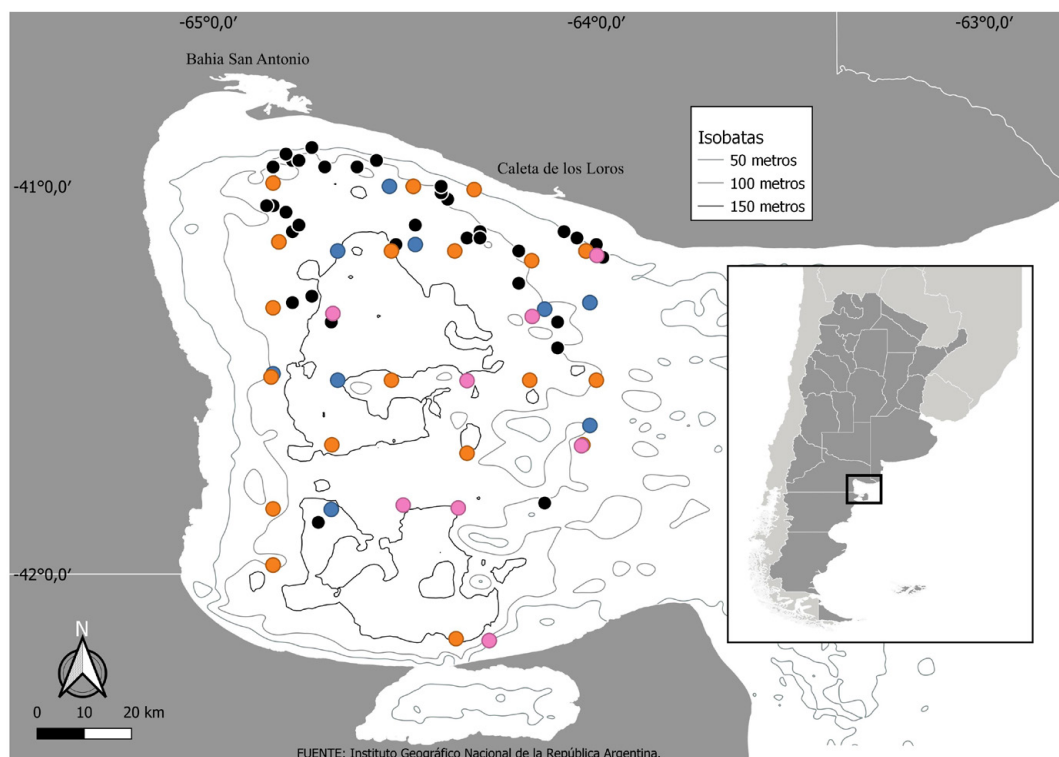 -65°0,0'
-64°0,0'
-63°0,0'
Bahia San Antonio
Isobatas
50 metros
100 metros
150 metros
Caleta de los Loros
-41°0,0'
-42°0,0'
N
0 10 20 km
FUENTE: Instituto Geográfico Nacional de la República Argentina.